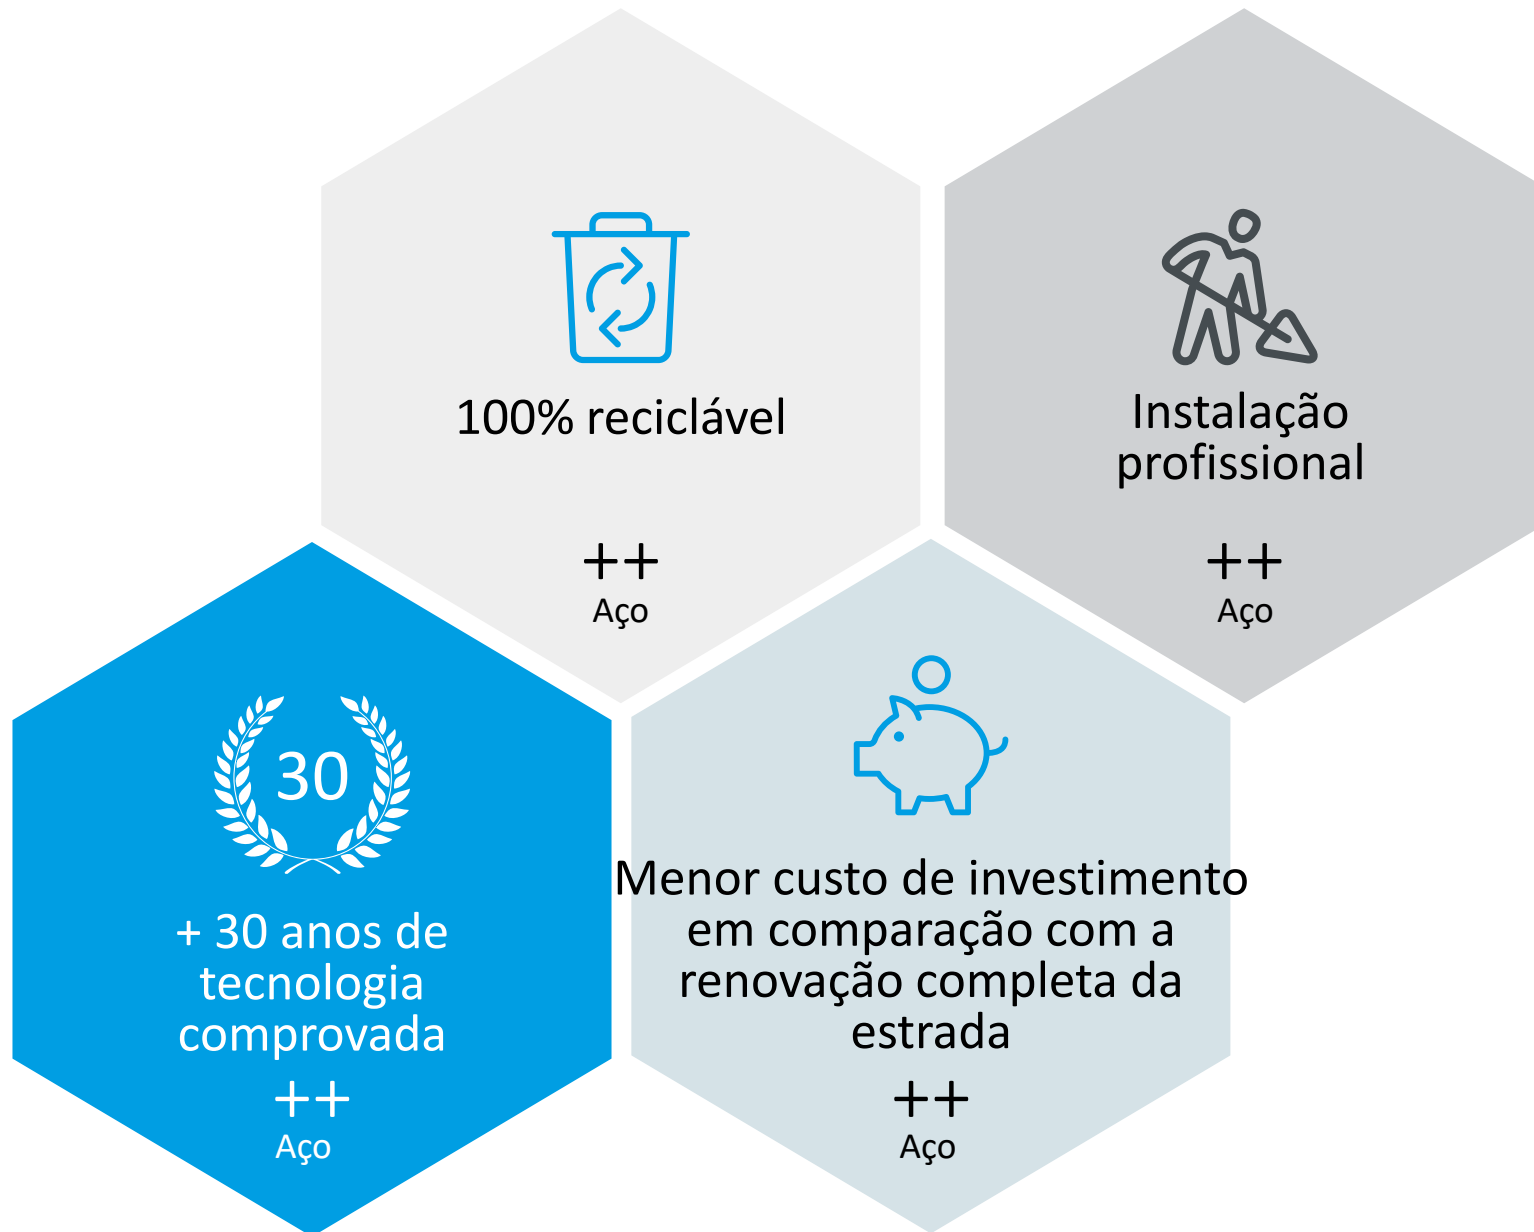 100% reciclável
++
Aço
Instalação
profissional
++
Aço
30
+ 30 anos de
tecnologia
comprovada
++
Aço
Menor custo de investimento
em comparação com a
renovação completa da
estrada
++
Aço